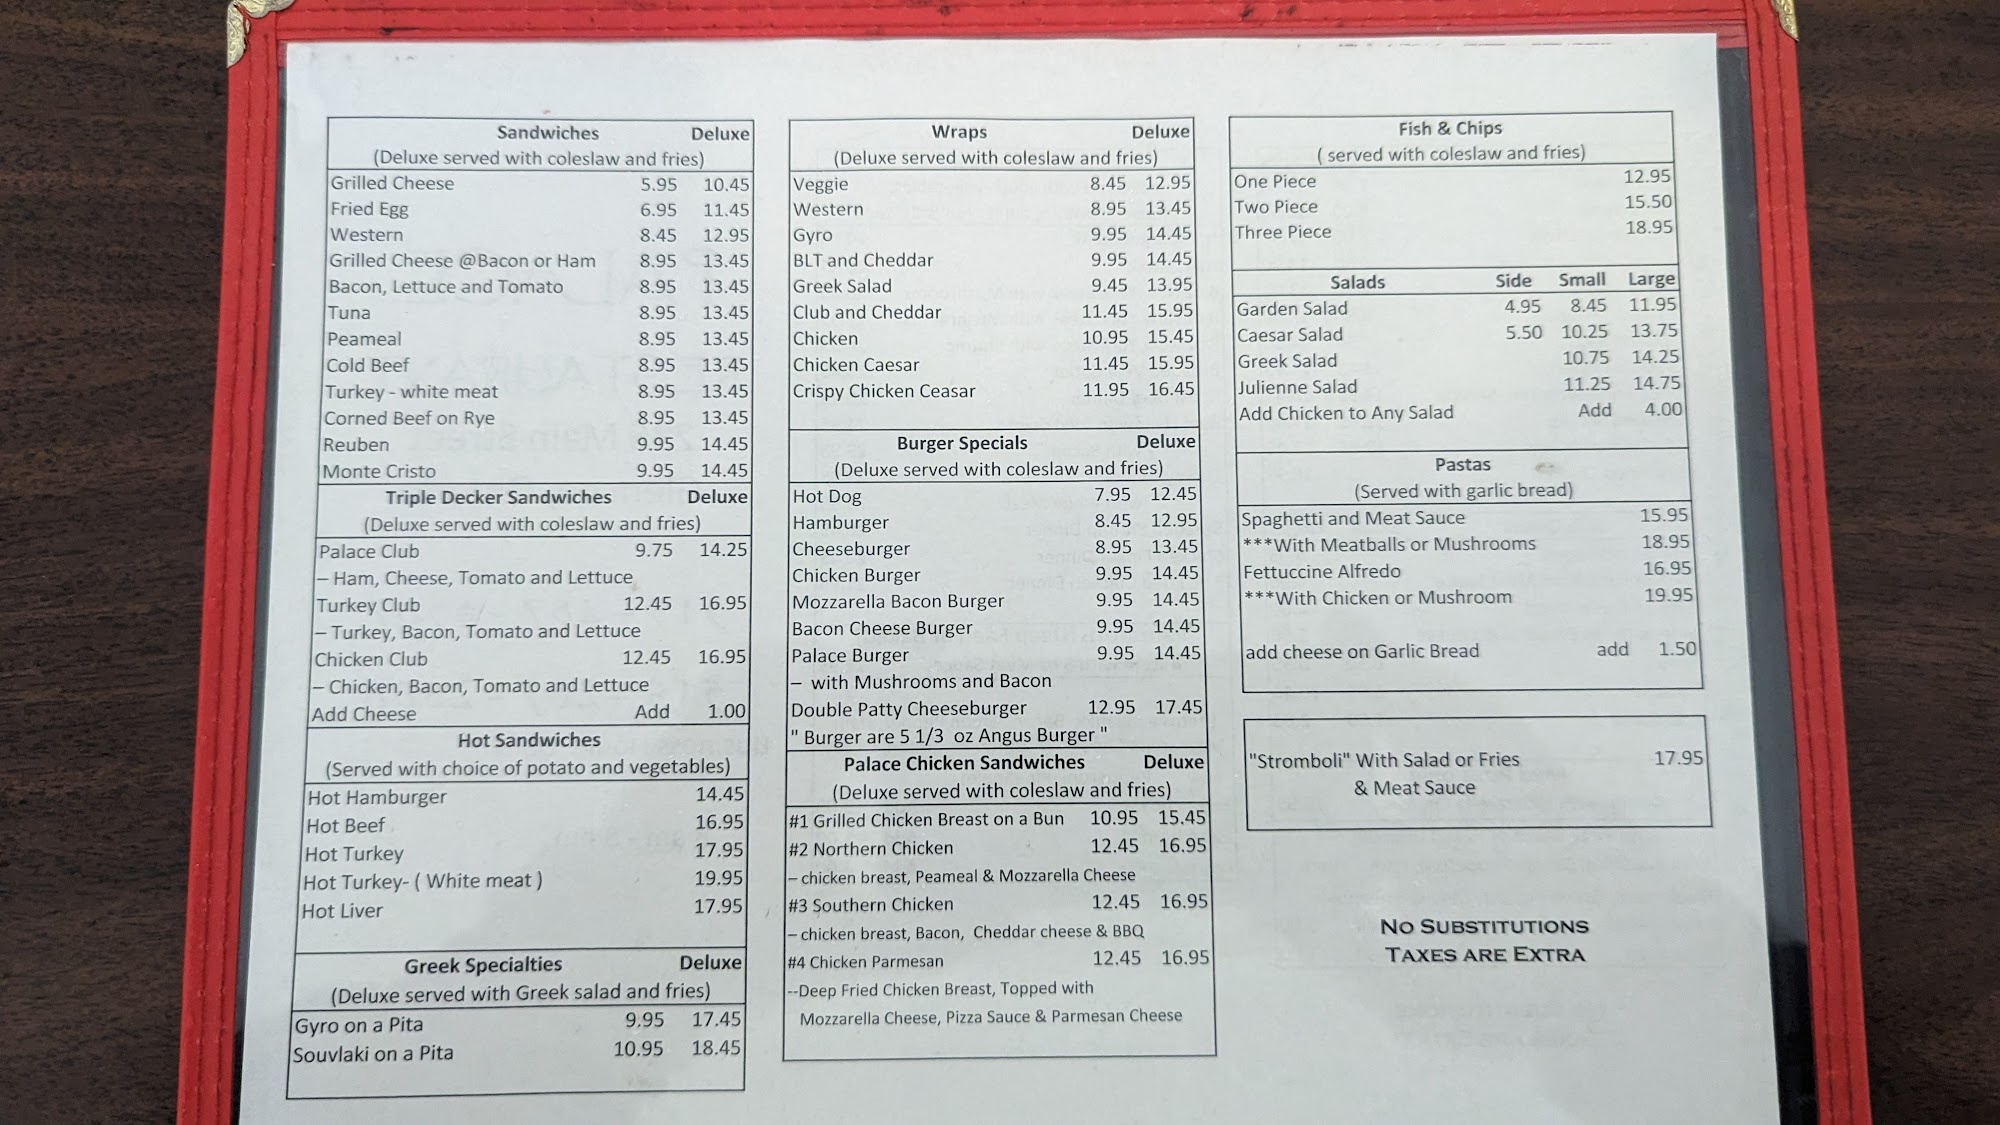 Sandwiches Deluxe
(Deluxe served with coleslaw and fries)
Grilled Cheese 5.95 10.45
Fried Egg 6.95 11.45
Western 8.45 12.95
Grilled Cheese @Bacon or Ham 8.95 13.45
Bacon, Lettuce and Tomato 8.95 13.45
Tuna 8.95 13.45
Peameal 8.95 13.45
Cold Beef 8.95 13.45
Turkey - white meat 8.95 13.45
Corned Beef on Rye 8.95 13.45
Reuben 9.95 14.45
Monte Cristo 9.95 14.45
Triple Decker Sandwiches Deluxe
(Deluxe served with coleslaw and fries)
Palace Club 9.75 14.25
– Ham, Cheese, Tomato and Lettuce
Turkey Club 12.45 16.95
– Turkey, Bacon, Tomato and Lettuce
Chicken Club 12.45 16.95
– Chicken, Bacon, Tomato and Lettuce
Add Cheese Add 1.00
Hot Sandwiches
(Served with choice of potato and vegetables)
Hot Hamburger 14.45
Hot Beef 16.95
Hot Turkey 17.95
Hot Turkey- ( White meat ) 19.95
Hot Liver 17.95
Greek Specialties Deluxe
(Deluxe served with Greek salad and fries)
Gyro on a Pita 9.95 17.45
Souvlaki on a Pita 10.95 18.45
Wraps Deluxe
(Deluxe served with coleslaw and fries)
Veggie 8.45 12.95
Western 8.95 13.45
Gyro 9.95 14.45
BLT and Cheddar 9.95 14.45
Greek Salad 9.45 13.95
Club and Cheddar 11.45 15.95
Chicken 10.95 15.45
Chicken Caesar 11.45 15.95
Crispy Chicken Ceasar 11.95 16.45
Burger Specials Deluxe
(Deluxe served with coleslaw and fries)
Hot Dog 7.95 12.45
Hamburger 8.45 12.95
Cheeseburger 8.95 13.45
Chicken Burger 9.95 14.45
Mozzarella Bacon Burger 9.95 14.45
Bacon Cheese Burger 9.95 14.45
Palace Burger 9.95 14.45
– with Mushrooms and Bacon
Double Patty Cheeseburger 12.95 17.45
" Burger are 5 1/3 oz Angus Burger "
Palace Chicken Sandwiches Deluxe
(Deluxe served with coleslaw and fries)
#1 Grilled Chicken Breast on a Bun 10.95 15.45
#2 Northern Chicken 12.45 16.95
– chicken breast, Peameal & Mozzarella Cheese
#3 Southern Chicken 12.45 16.95
– chicken breast, Bacon, Cheddar cheese & BBQ
#4 Chicken Parmesan 12.45 16.95
--Deep Fried Chicken Breast, Topped with
Mozzarella Cheese, Pizza Sauce & Parmesan Cheese
Fish & Chips
( served with coleslaw and fries)
One Piece 12.95
Two Piece 15.50
Three Piece 18.95
Salads Side Small Large
Garden Salad 4.95 8.45 11.95
Caesar Salad 5.50 10.25 13.75
Greek Salad 10.75 14.25
Julienne Salad 11.25 14.75
Add Chicken to Any Salad Add 4.00
Pastas
(Served with garlic bread)
Spaghetti and Meat Sauce 15.95
***With Meatballs or Mushrooms 18.95
Fettuccine Alfredo 16.95
***With Chicken or Mushroom 19.95
add cheese on Garlic Bread add 1.50
"Stromboli" With Salad or Fries 17.95
& Meat Sauce
NO SUBSTITUTIONS
TAXES ARE EXTRA